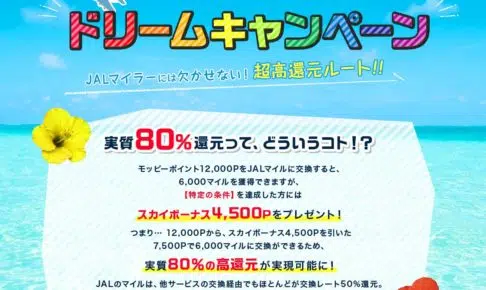 ドリームキャンペーン
JALマイラーには欠かせない!超高還元ルート!!
実質80%還元って、どういうコト!?
モッピーポイント12,000PをJALマイルに交換すると、
6,000マイルを獲得できますが、
【特定の条件】を達成した方には
スカイボーナス4,500Pをプレゼント!
つまり… 12,000Pから、スカイボーナス4,500Pを引いた
7,500Pで6,000マイルに交換ができるため、
実質80%の高還元が実現可能に!
JALのマイルは、他サービスの交換経由でもほとんどが交換レート50%還元。